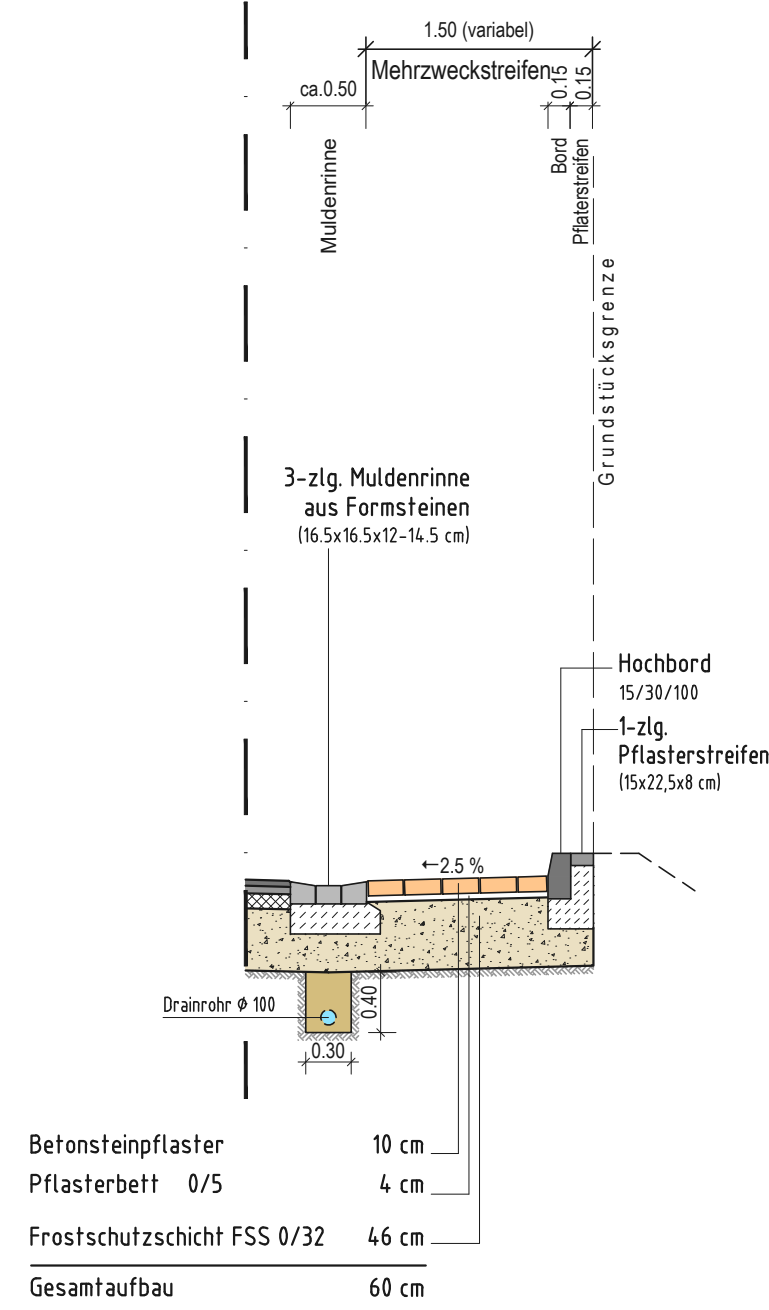 1.50 (variabel)
Mehrzweckstreifen
ca.0.50
0.15
0.15
Muldenrinne
Bord
Pflaterstreifen
Grundstücksgrenze
3-zlg. Muldenrinne
aus Formsteinen
(16.5x16.5x12-14.5 cm)
Hochbord
15/30/100
1-zlg.
Pflasterstreifen
(15x22,5x8 cm)
←2.5 %
Drainrohr Φ 100
0.40
0.30
Betonsteinpflaster 10 cm
Pflasterbett 0/5 4 cm
Frostschutzschicht FSS 0/32 46 cm
Gesamtaufbau 60 cm